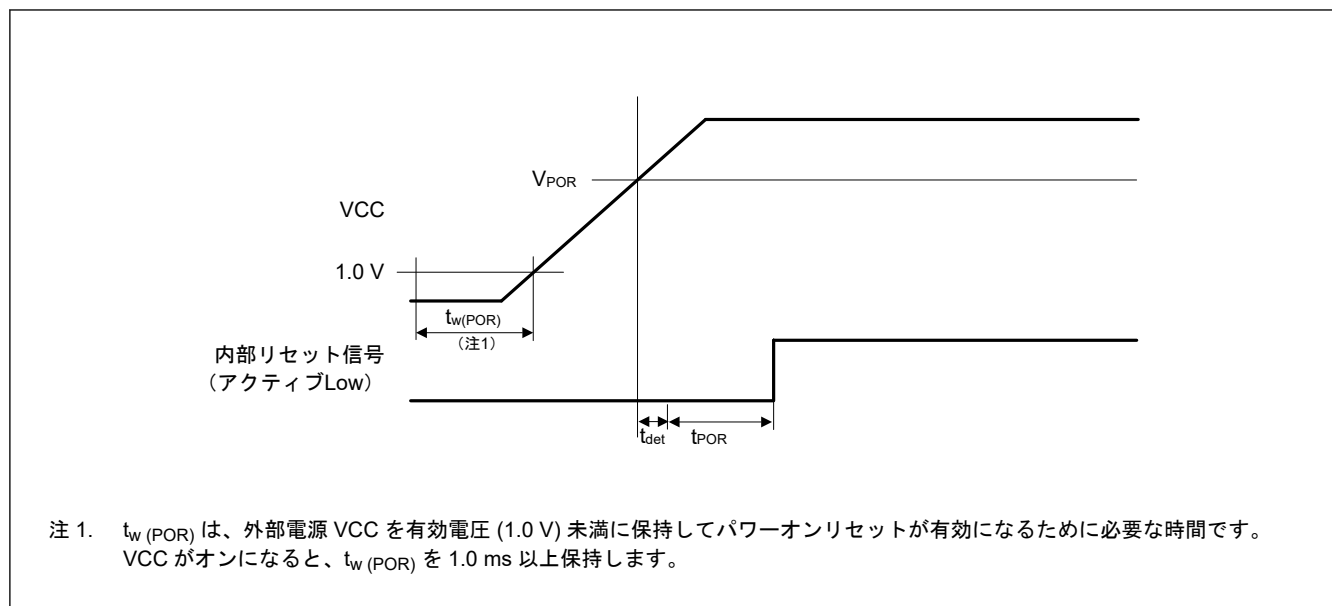 VPOR
VCC
1.0 V
tw(POR)
（注1）
内部リセット信号
（アクティブLow）
tdet
tPOR
注 1. tw (POR) は、外部電源 VCC を有効電圧 (1.0 V) 未満に保持してパワーオンリセットが有効になるために必要な時間です。
VCC がオンになると、tw (POR) を 1.0 ms 以上保持します。